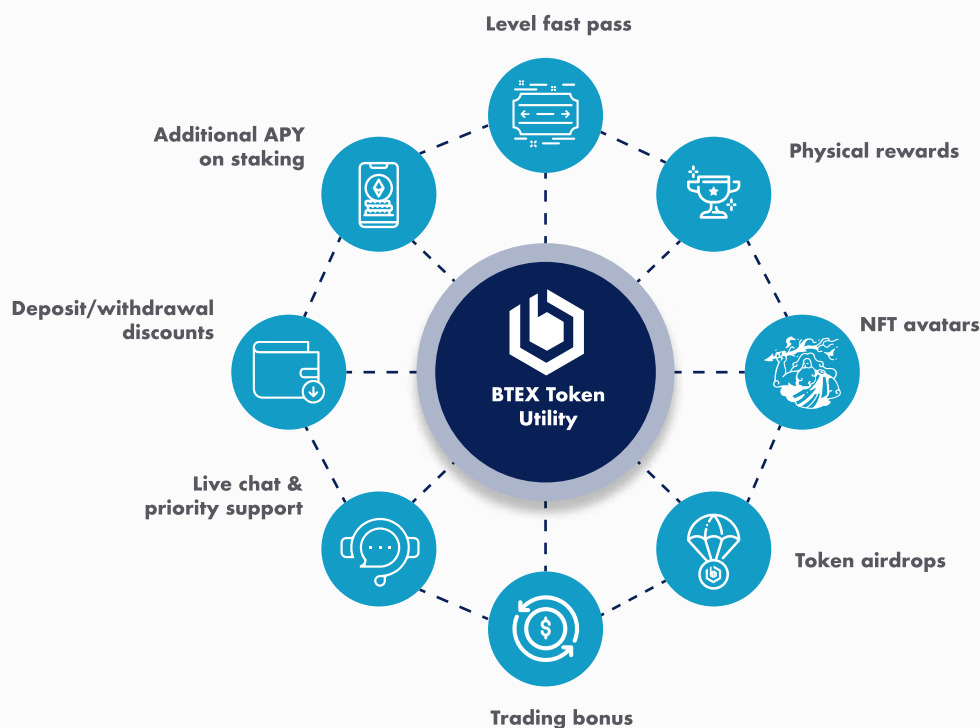 Level fast pass
Additional APY
on staking
Physical rewards
Deposit/withdrawal
discounts
NFT avatars
BTEX Token
Utility
Live chat &
priority support
Token airdrops
$
Trading bonus